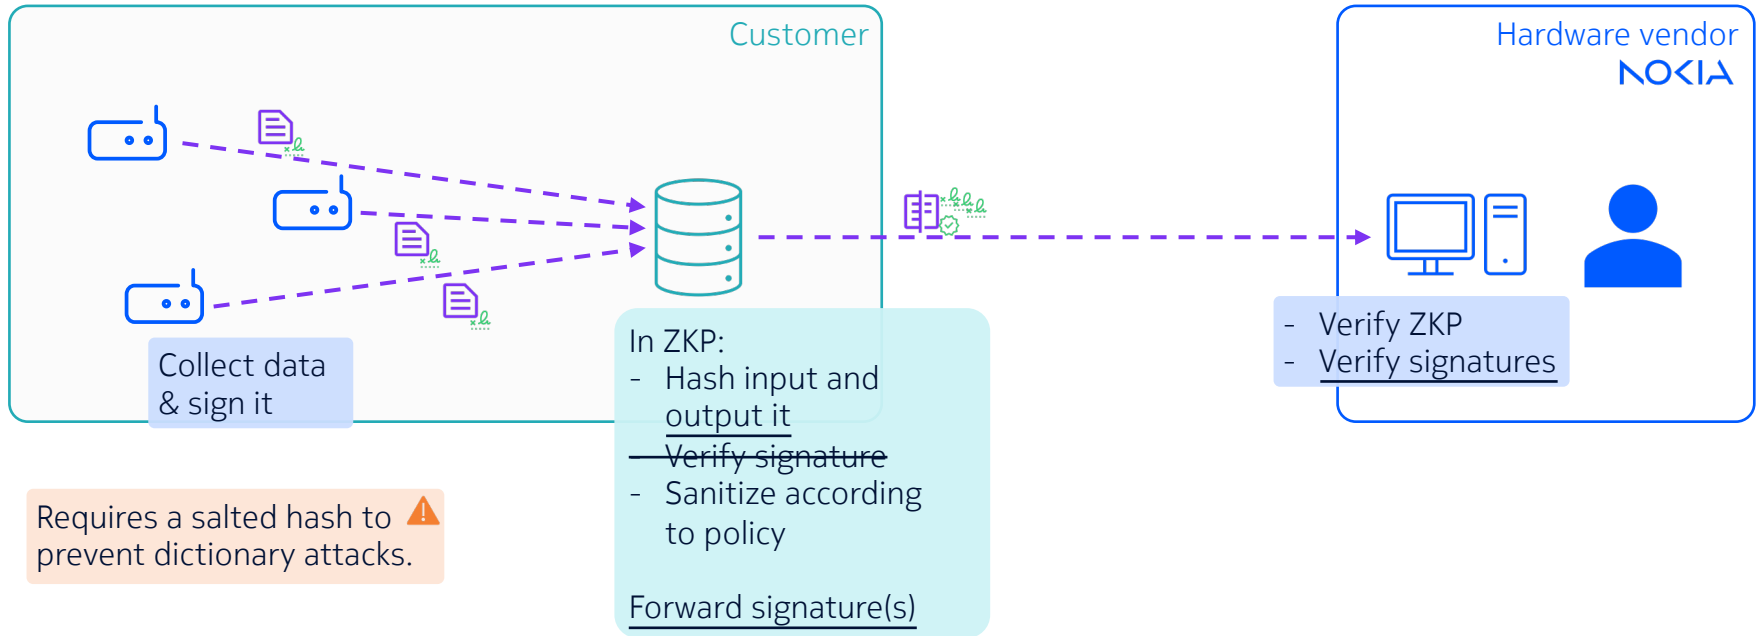 Customer
Hardware vendor
NOKIA
Collect data
& sign it
In ZKP:
- Hash input and
output it
- Verify signature
- Sanitize according
to policy
Forward signature(s)
- Verify ZKP
- Verify signatures
Requires a salted hash to
prevent dictionary attacks.